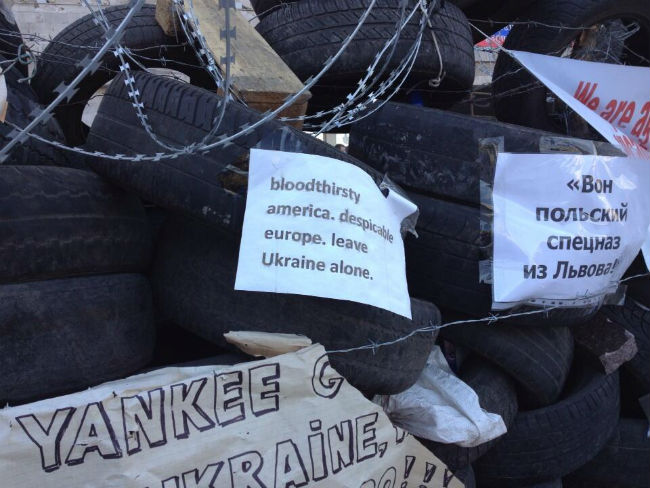 bloodthirsty
america. despicable
europe. leave
Ukraine alone.
«Вон
польский
спецназ
из Львова!
We are
YANKEE G
UKRAINE,
!!!